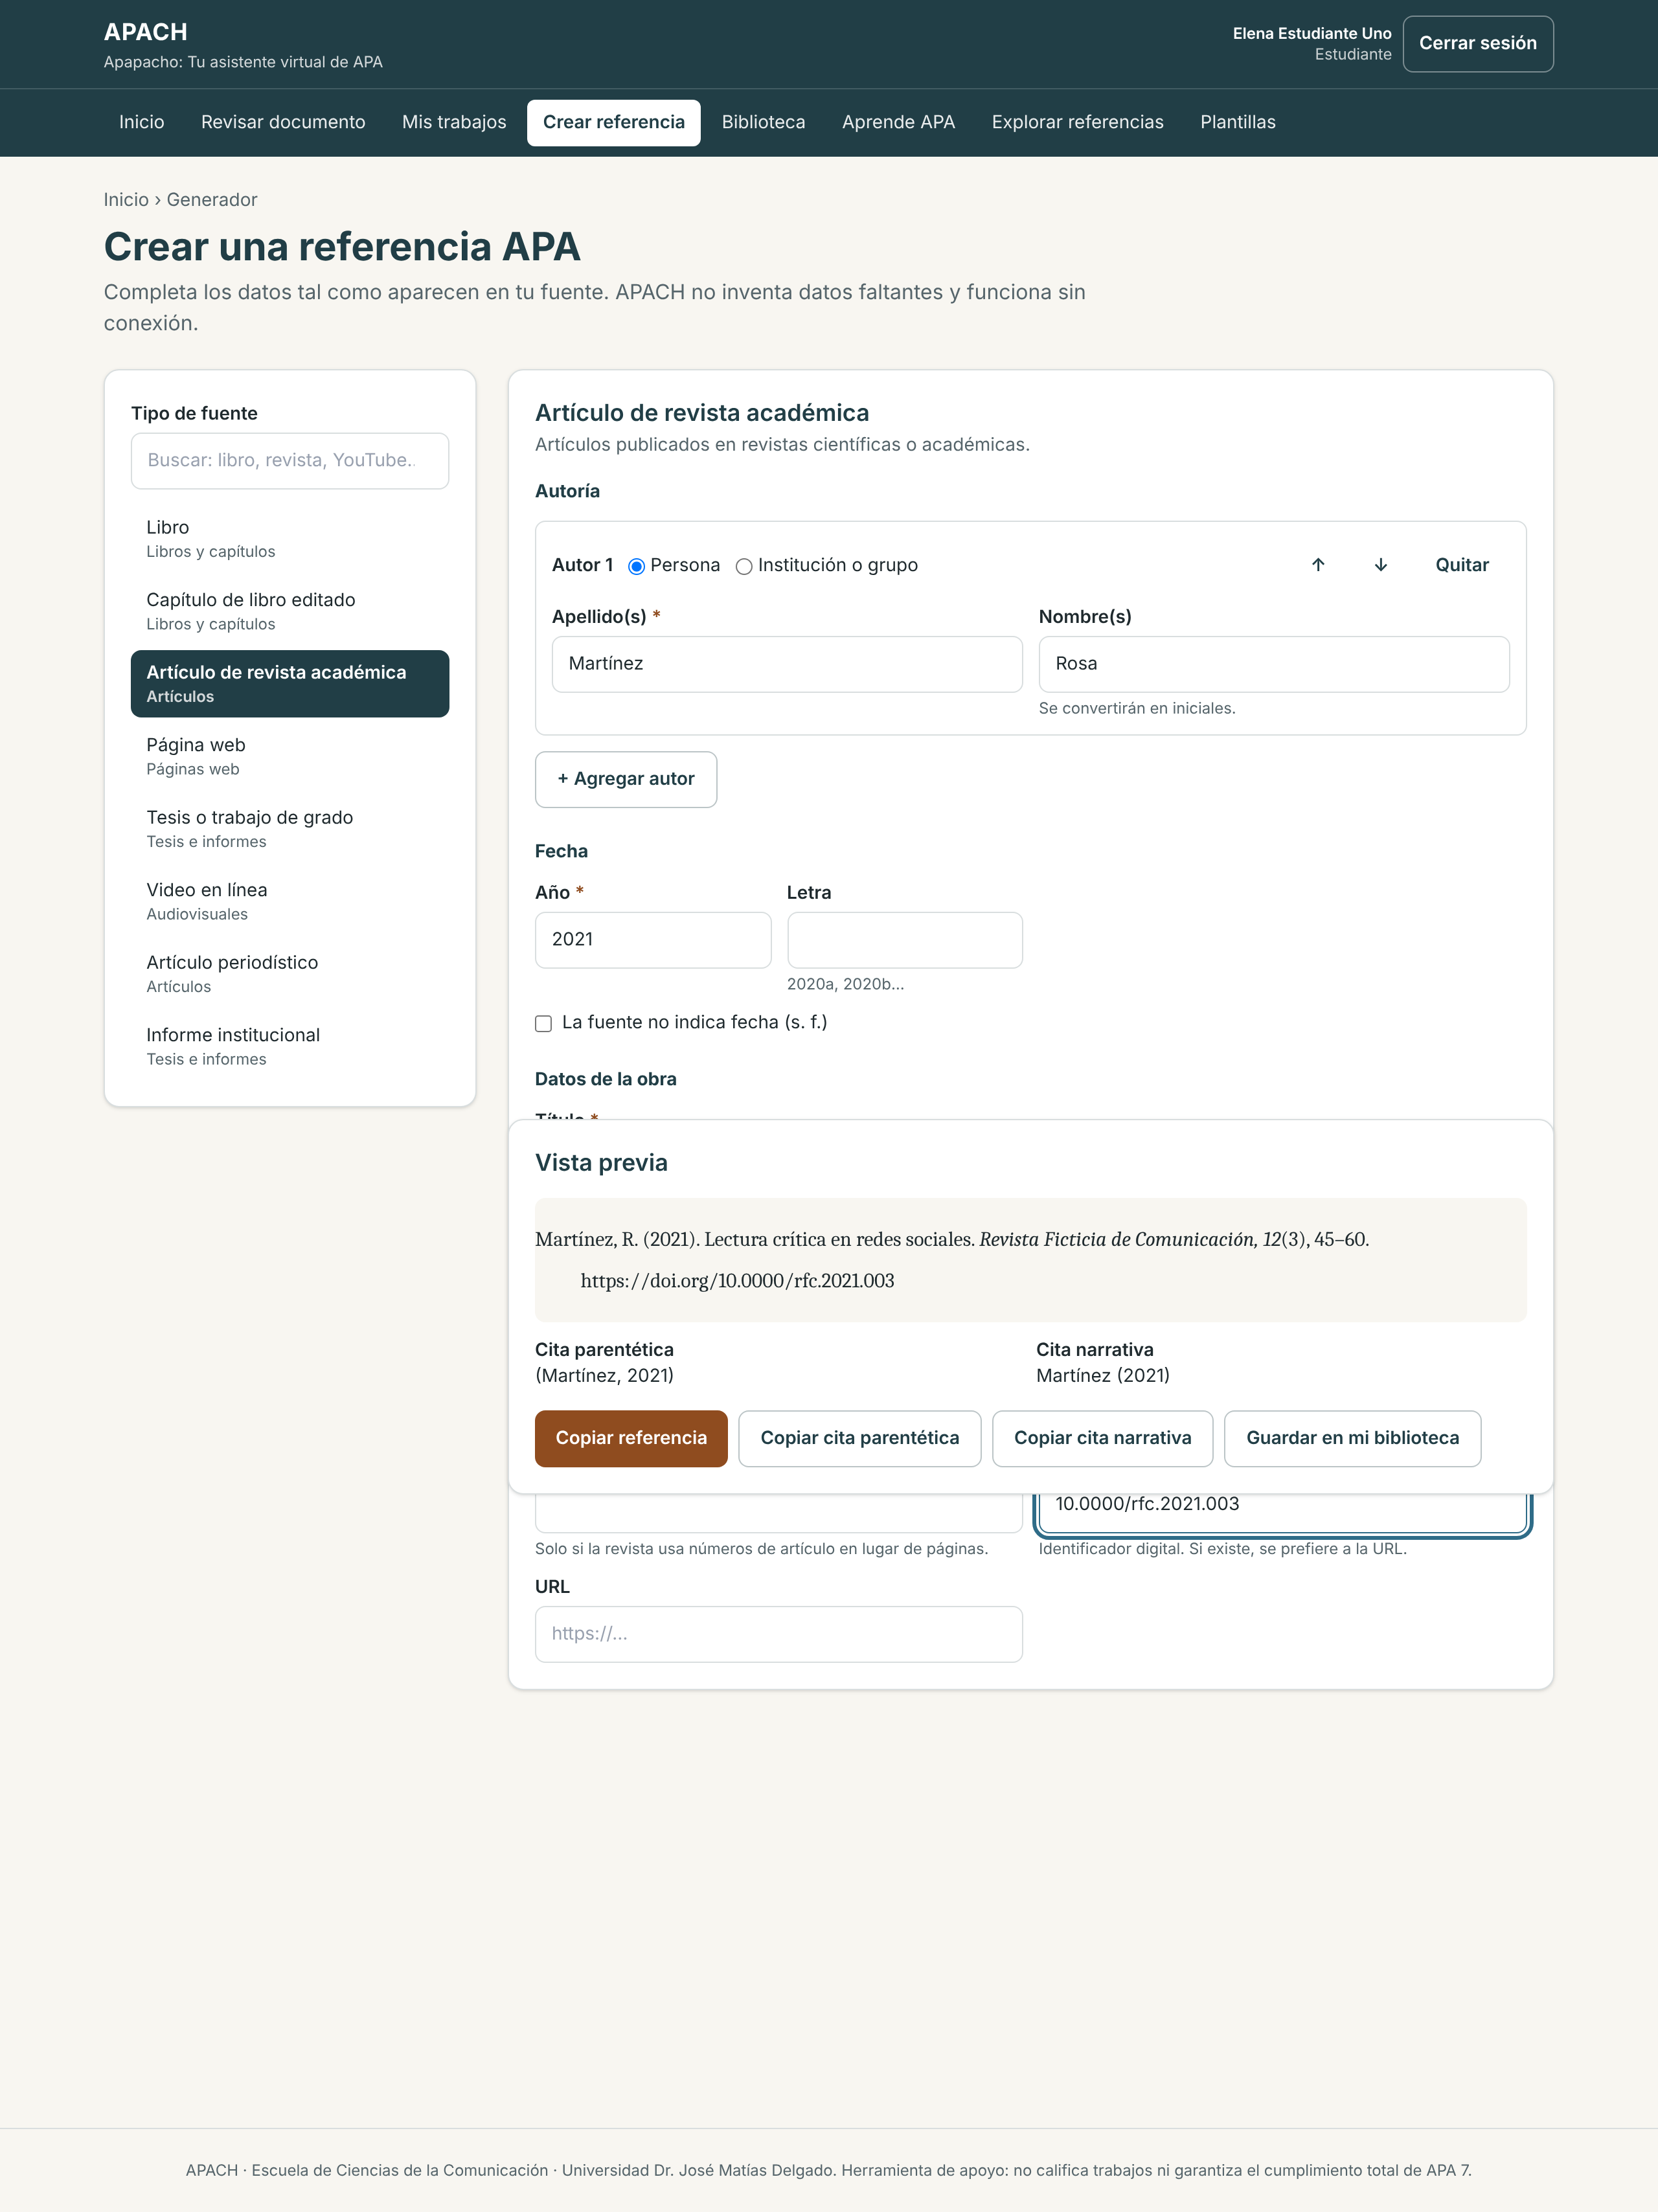 APACH
Apapacho: Tu asistente virtual de APA
Elena Estudiante Uno
Estudiante
Cerrar sesión
Inicio
Revisar documento
Mis trabajos
Crear referencia
Biblioteca
Aprende APA
Explorar referencias
Plantillas
Inicio › Generador
Crear una referencia APA
Completa los datos tal como aparecen en tu fuente. APACH no inventa datos faltantes y funciona sin
conexión.
Tipo de fuente
Buscar: libro, revista, YouTube..
Libro
Libros y capítulos
Capítulo de libro editado
Libros y capítulos
Artículo de revista académica
Artículos
Página web
Páginas web
Tesis o trabajo de grado
Tesis e informes
Video en línea
Audiovisuales
Artículo periodístico
Artículos
Informe institucional
Tesis e informes
Artículo de revista académica
Artículos publicados en revistas científicas o académicas.
Autoría
Autor 1
Persona
Institución o grupo
↑
↓
Quitar
Apellido(s) *
Nombre(s)
Martínez
Rosa
Se convertirán en iniciales.
+ Agregar autor
Fecha
Año *
Letra
2021
2020a, 2020b...
La fuente no indica fecha (s. f.)
Datos de la obra
Título *
Vista previa
Martínez, R. (2021). Lectura crítica en redes sociales. Revista Ficticia de Comunicación, 12(3), 45–60.
https://doi.org/10.0000/rfc.2021.003
Cita parentética
(Martínez, 2021)
Cita narrativa
Martínez (2021)
Copiar referencia
Copiar cita parentética
Copiar cita narrativa
Guardar en mi biblioteca
10.0000/rfc.2021.003
Solo si la revista usa números de artículo en lugar de páginas.
Identificador digital. Si existe, se prefiere a la URL.
URL
https://...
APACH · Escuela de Ciencias de la Comunicación · Universidad Dr. José Matías Delgado. Herramienta de apoyo: no califica trabajos ni garantiza el cumplimiento total de APA 7.